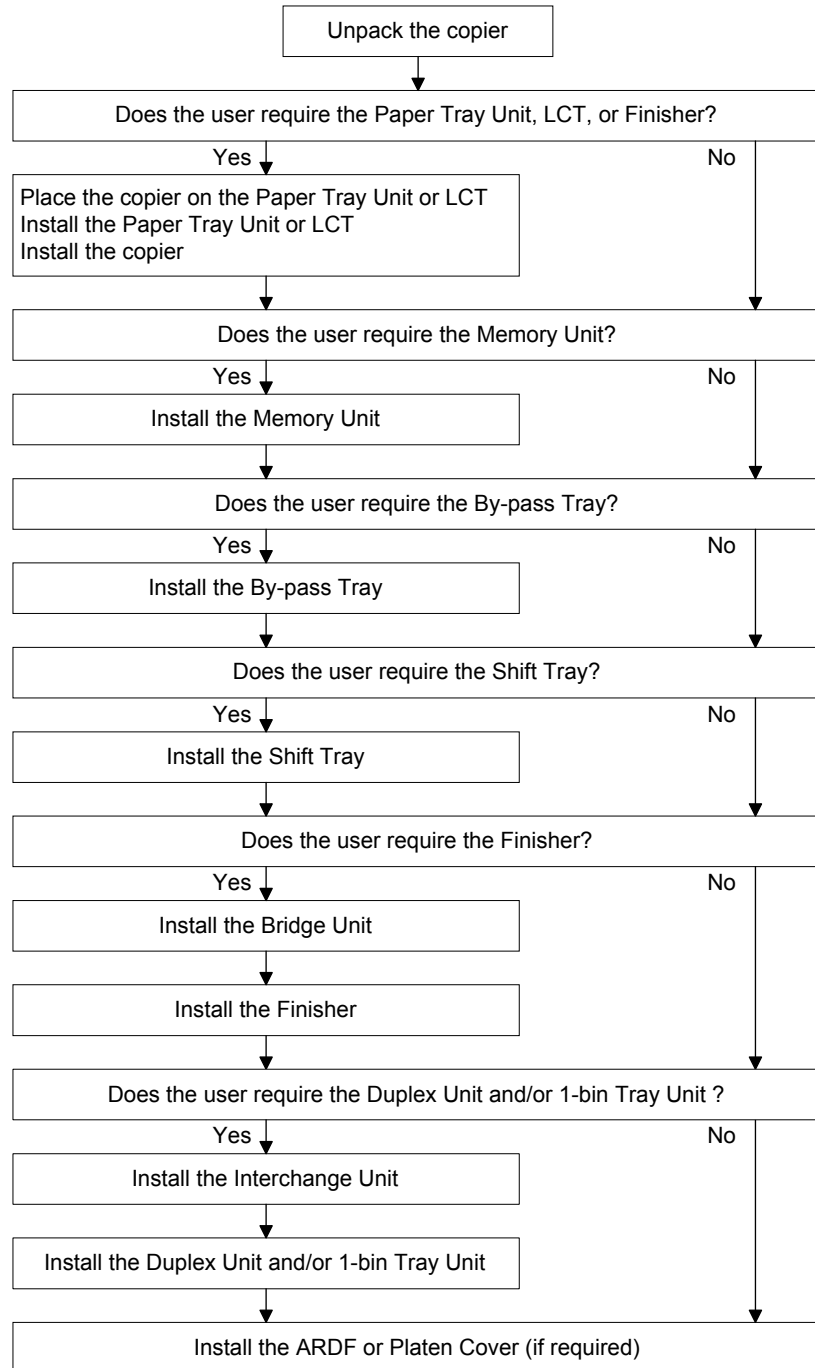 Unpack the copier
Does the user require the Paper Tray Unit, LCT, or Finisher?
Yes
No
Place the copier on the Paper Tray Unit or LCT
Install the Paper Tray Unit or LCT
Install the copier
Does the user require the Memory Unit?
Yes
No
Install the Memory Unit
Does the user require the By-pass Tray?
Yes
No
Install the By-pass Tray
Does the user require the Shift Tray?
Yes
No
Install the Shift Tray
Does the user require the Finisher?
Yes
No
Install the Bridge Unit
Install the Finisher
Does the user require the Duplex Unit and/or 1-bin Tray Unit ?
Yes
No
Install the Interchange Unit
Install the Duplex Unit and/or 1-bin Tray Unit
Install the ARDF or Platen Cover (if required)